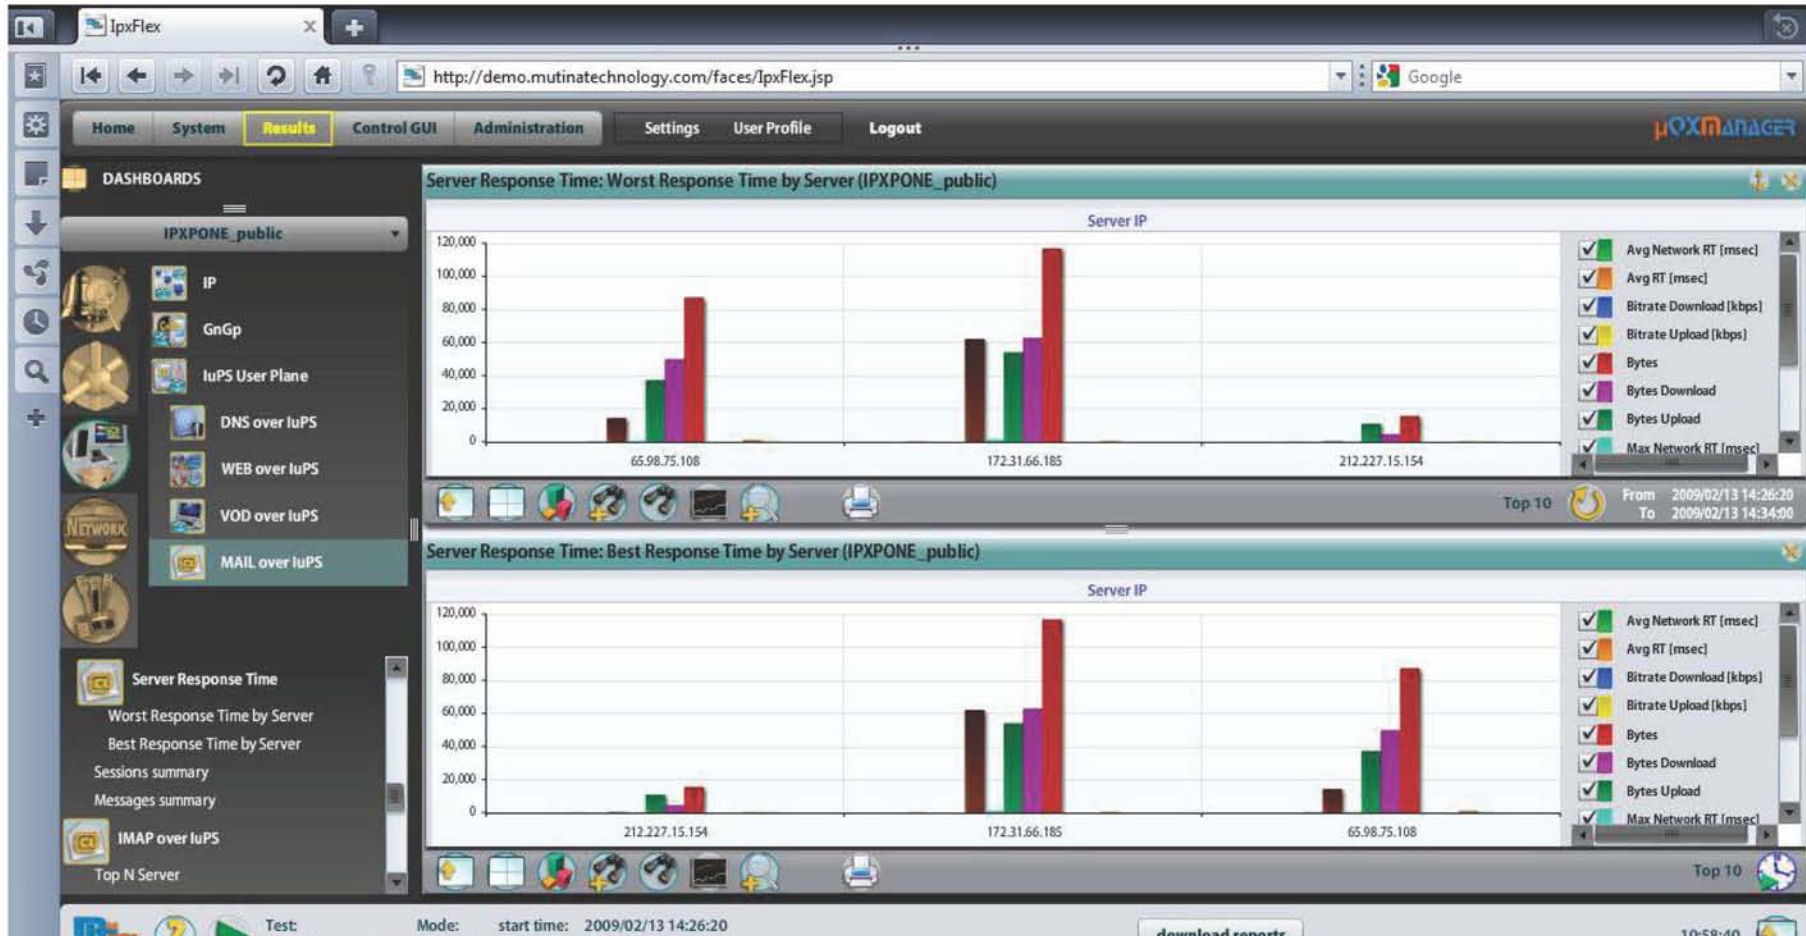 IpxFlex
http://demo.mutinatechnology.com/faces/IpxFlex.jsp
Google
Home System Results Control GUI Administration Settings User Profile Logout
µQXManager
DASHBOARDS
IPXPONE_public
IP
GnGp
IuPS User Plane
DNS over IuPS
WEB over IuPS
VOD over IuPS
NETWORK
MAIL over IuPS
Server Response Time
Worst Response Time by Server
Best Response Time by Server
Sessions summary
Messages summary
IMAP over IuPS
Top N Server
Server Response Time: Worst Response Time by Server (IPXPONE_public)
Server IP
120,000
100,000
80,000
60,000
40,000
20,000
0
65.98.75.108 172.31.66.185 212.227.15.154
Avg Network RT [msec]
Avg RT [msec]
Bitrate Download [kbps]
Bitrate Upload [kbps]
Bytes
Bytes Download
Bytes Upload
Max Network RT [msec]
Top 10
From 2009/02/13 14:26:20
To 2009/02/13 14:34:00
Server Response Time: Best Response Time by Server (IPXPONE_public)
Server IP
120,000
100,000
80,000
60,000
40,000
20,000
0
212.227.15.154 172.31.66.185 65.98.75.108
Avg Network RT [msec]
Avg RT [msec]
Bitrate Download [kbps]
Bitrate Upload [kbps]
Bytes
Bytes Download
Bytes Upload
Max Network RT [msec]
Top 10
Test: Mode: start time: 2009/02/13 14:26:20
download reports
10:58:40